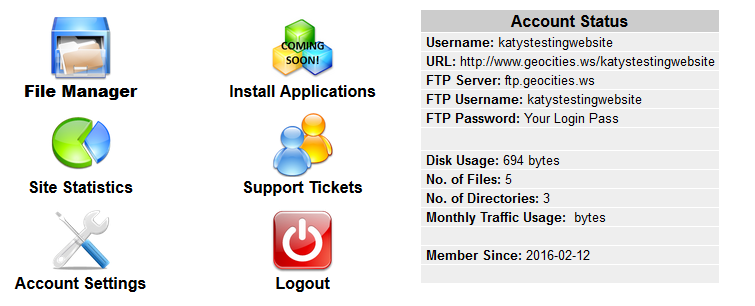 COMING
SOON!
File Manager
Install Applications
Site Statistics
Support Tickets
Account Settings
Logout
Account Status
Username: katystestingwebsite
URL: http://www.geocities.ws/katystestingwebsite
FTP Server: ftp.geocities.ws
FTP Username: katystestingwebsite
FTP Password: Your Login Pass
Disk Usage: 694 bytes
No. of Files: 5
No. of Directories: 3
Monthly Traffic Usage: bytes
Member Since: 2016-02-12